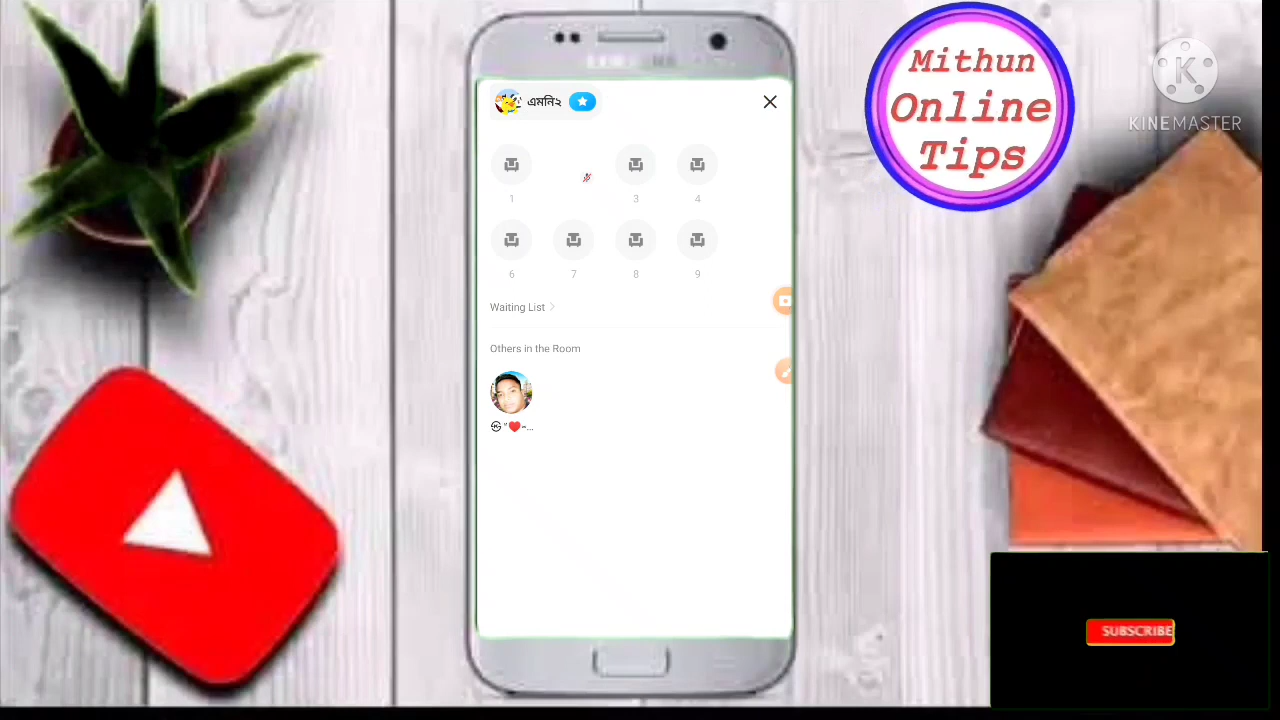 এমনি২
1
3
4
6
7
8
9
Waiting List >
Others in the Room
Mithun
Online
Tips
K
KINEMASTER
SUBSCRIBE